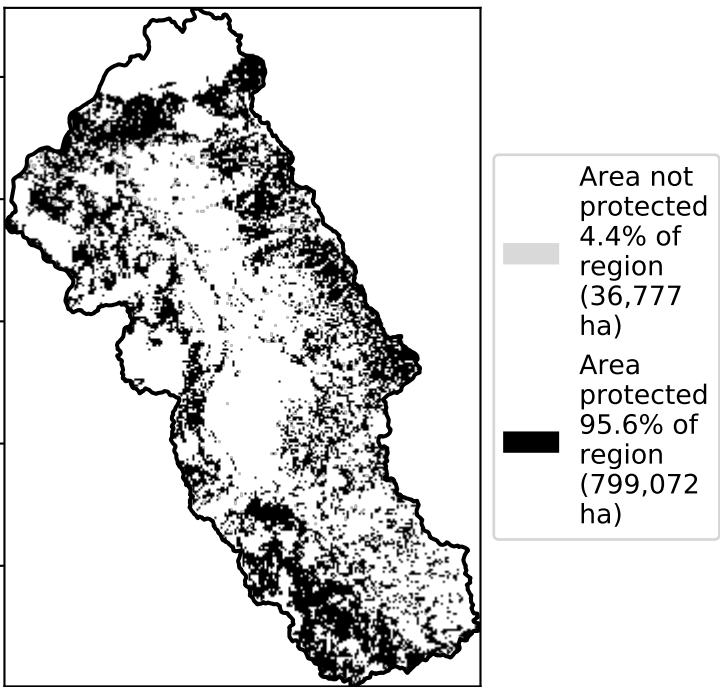 Area not
protected
4.4% of
region
(36,777
ha)
Area
protected
95.6% of
region
(799,072
ha)